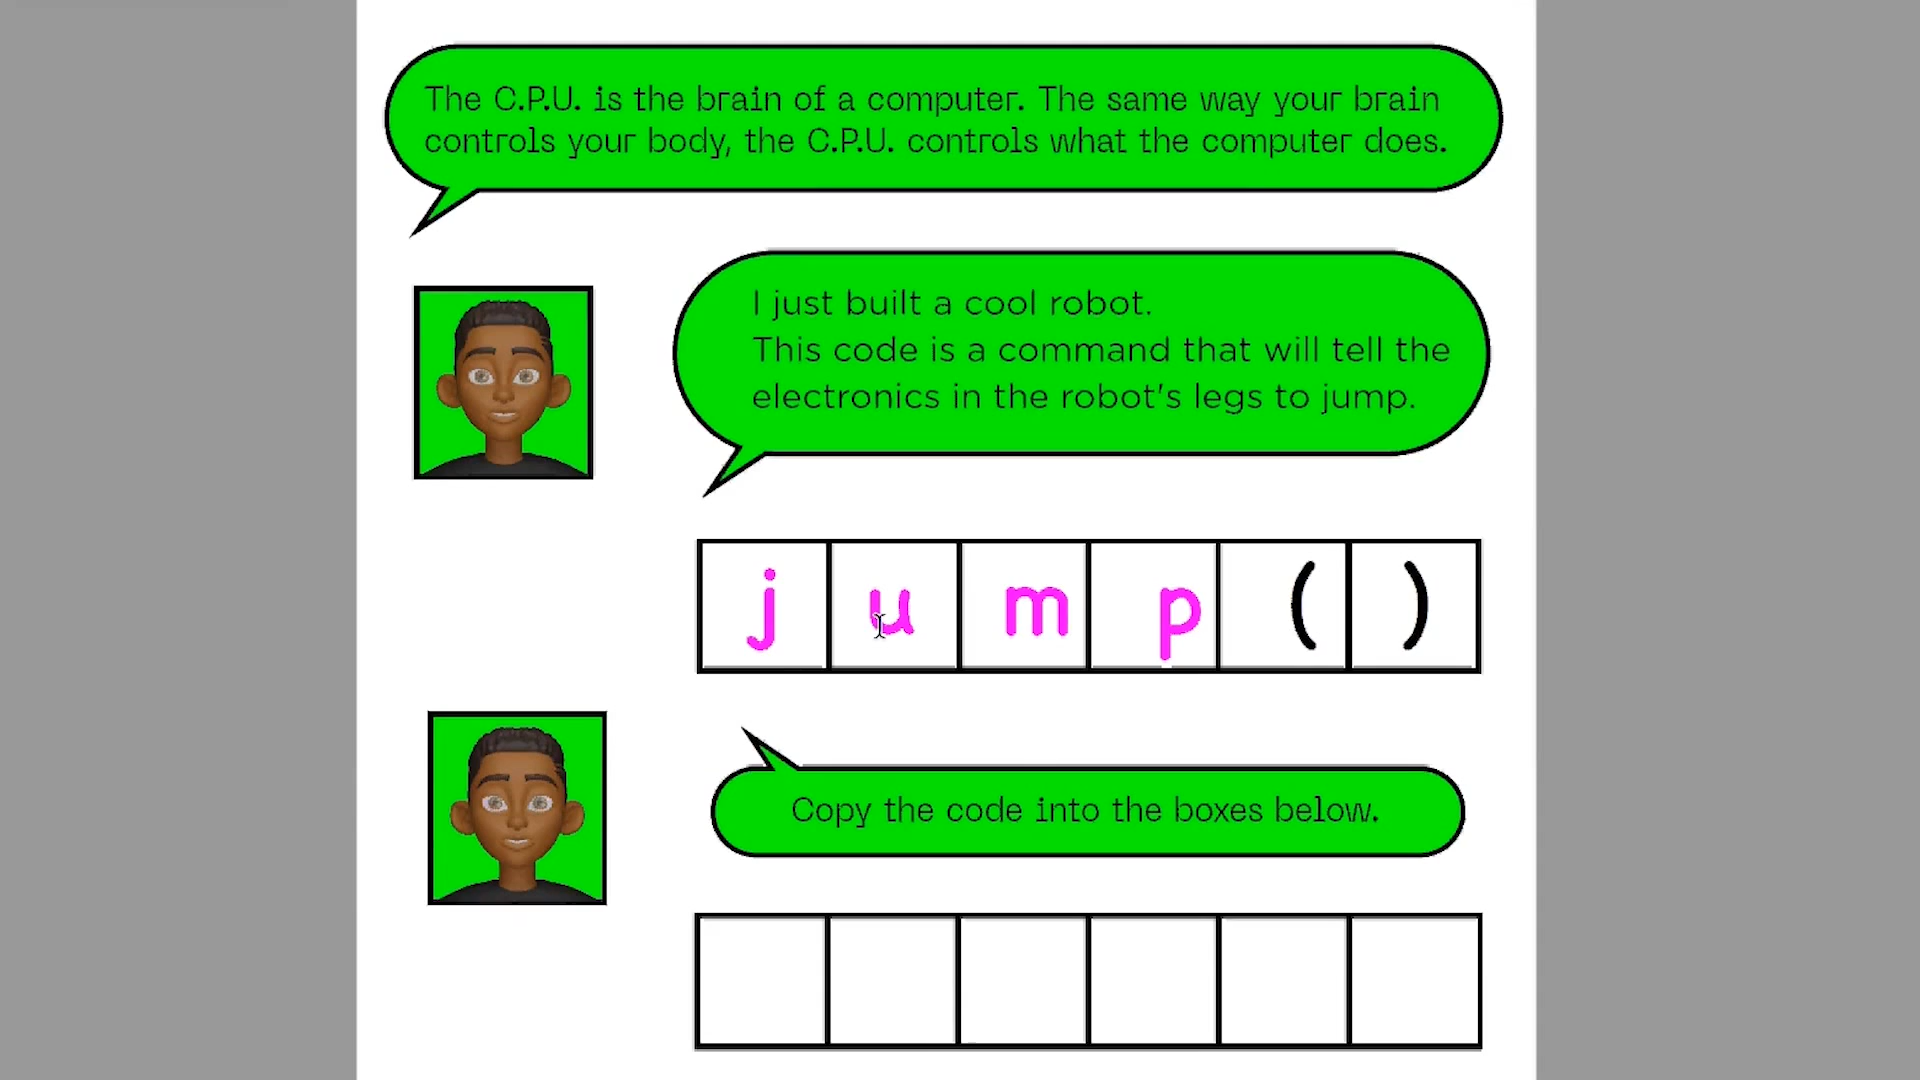 The C.P.U. is the brain of a computer. The same way your brain
controls your body, the C.P.U. controls what the computer does.
I just built a cool robot.
This code is a command that will tell the
electronics in the robot's legs to jump.
jump()
Copy the code into the boxes below.